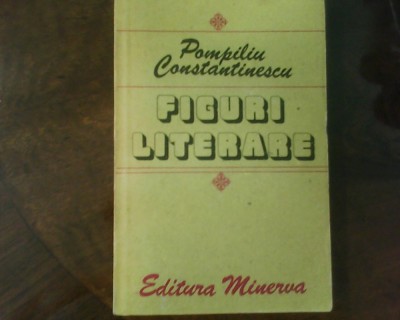 Pompiliu
Constantinescu
FIGURI
LITERARE
Editura Minerva